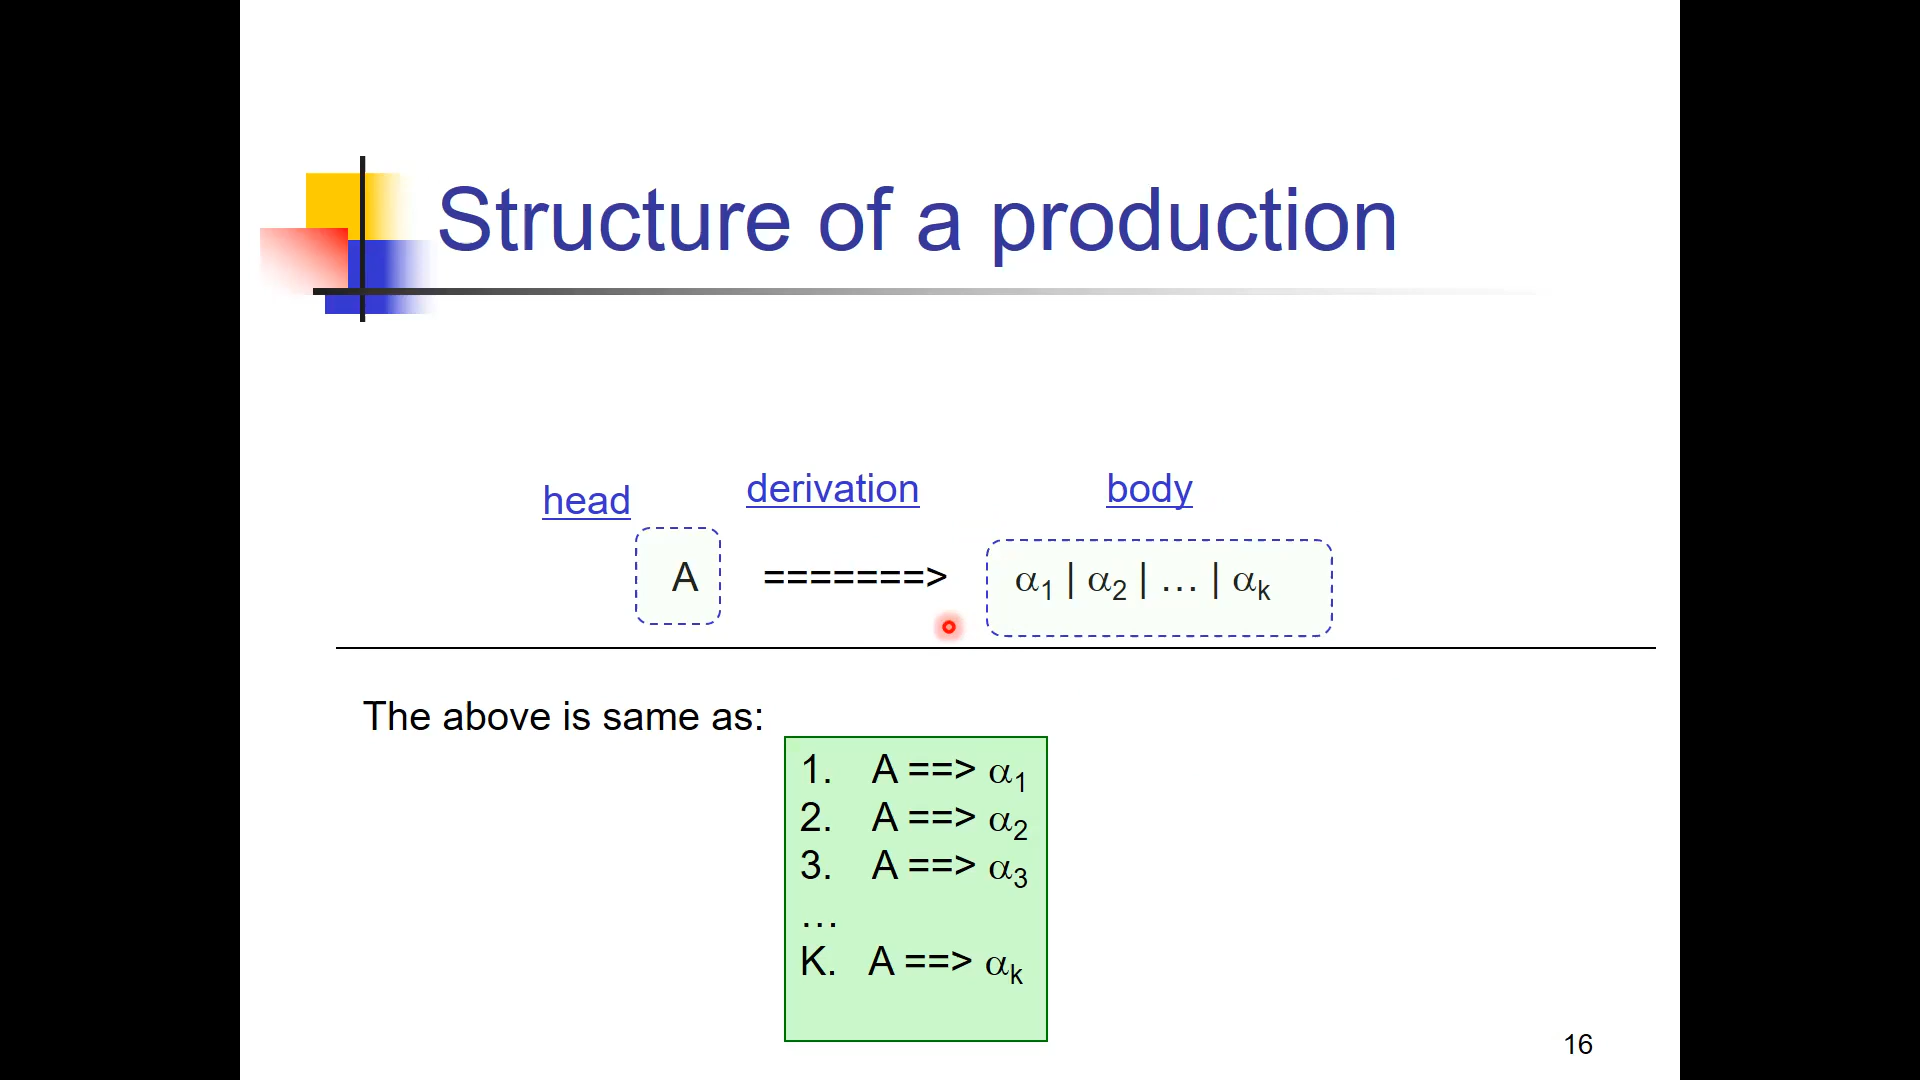 Structure of a production
head derivation body
A =======> α1 | α2 | … | αk
The above is same as:
1. A ==> α1
2. A ==> α2
3. A ==> α3
…
K. A ==> αk
16